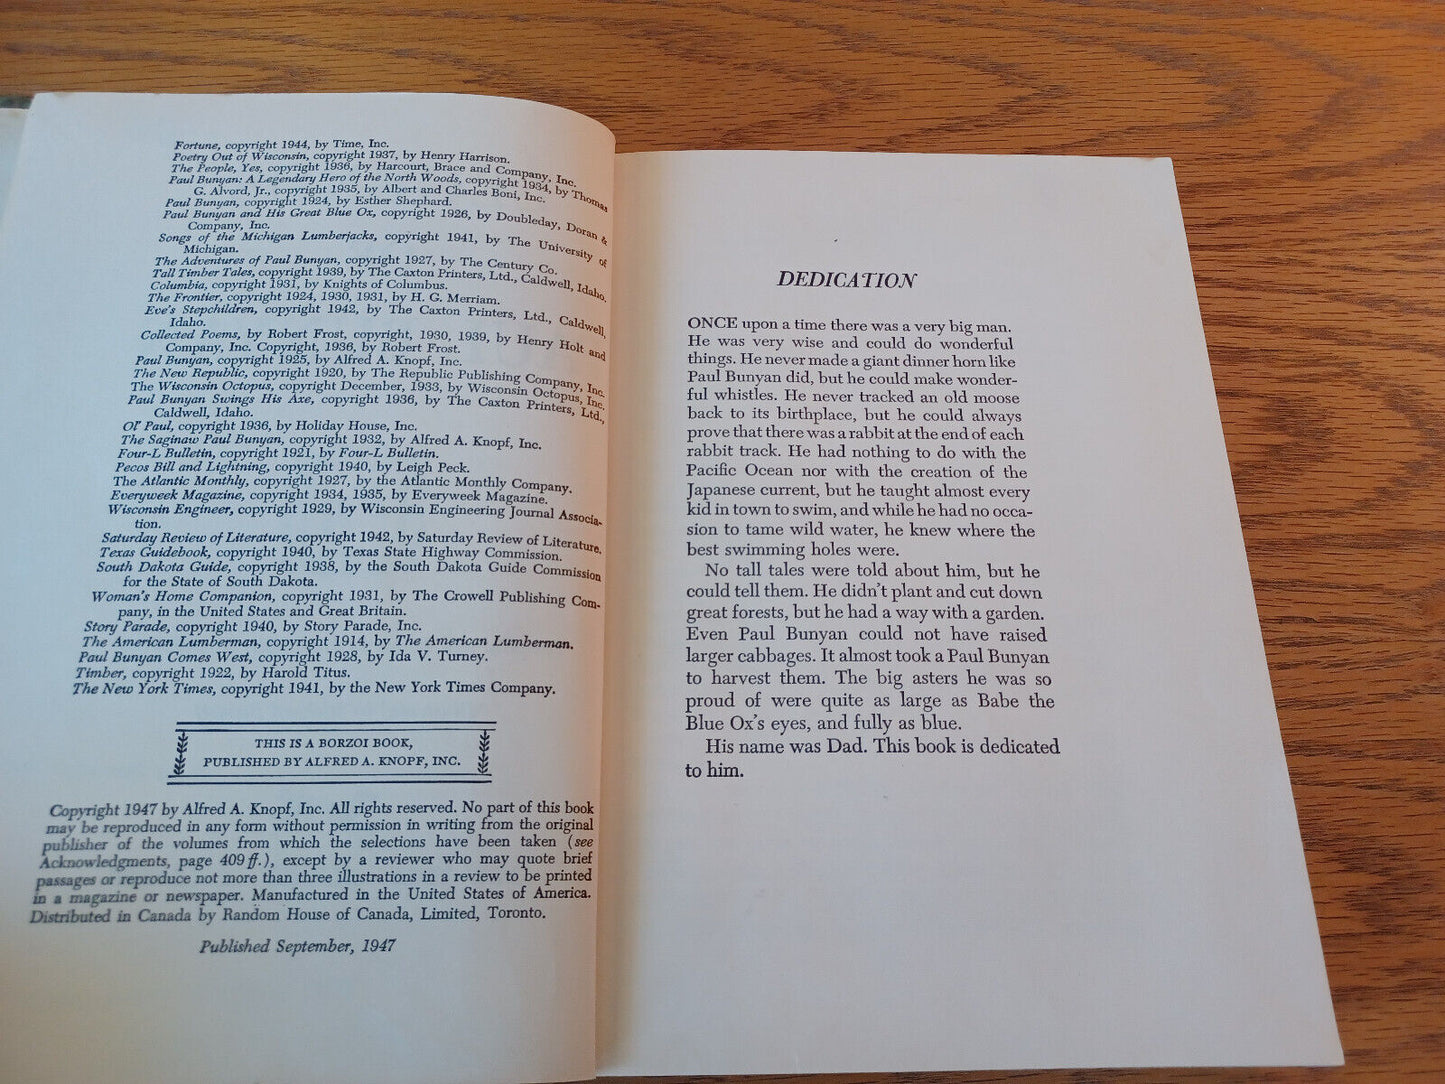 Fortune, copyright 1944, by Time, Inc.
Poetry Out of Wisconsin, copyright 1937, by Henry Harrison.
The People, Yes, copyright 1936, by Harcourt, Brace and Company, Inc.
Paul Bunyan: A Legendary Hero of the North Woods, copyright 1934, by Thomas
G. Alvord, Jr., copyright 1935, by Albert and Charles Boni, Inc.
Paul Bunyan, copyright 1924, by Esther Shephard.
Paul Bunyan and His Great Blue Ox, copyright 1926, by Doubleday, Doran &
Company, Inc.
Songs of the Michigan Lumberjacks, copyright 1941, by The University of
Michigan.
The Adventures of Paul Bunyan, copyright 1927, by The Century Co.
Tall Timber Tales, copyright 1939, by The Caxton Printers, Ltd., Caldwell, Idaho.
Columbia, copyright 1931, by Knights of Columbus.
The Frontier, copyright 1924, 1930, 1931, by H. G. Merriam.
Eve's Stepchildren, copyright 1942, by The Caxton Printers, Ltd., Caldwell,
Idaho.
Collected Poems, by Robert Frost, copyright, 1930, 1939, by Henry Holt and
Company, Inc. Copyright, 1936, by Robert Frost.
Paul Bunyan, copyright 1925, by Alfred A. Knopf, Inc.
The New Republic, copyright 1920, by The Republic Publishing Company, Inc.
The Wisconsin Octopus, copyright December, 1933, by Wisconsin Octopus, Inc.
Paul Bunyan Swings His Axe, copyright 1936, by The Caxton Printers, Ltd.,
Caldwell, Idaho.
Ol' Paul, copyright 1936, by Holiday House, Inc.
The Saginaw Paul Bunyan, copyright 1932, by Alfred A. Knopf, Inc.
Four-L Bulletin, copyright 1921, by Four-L Bulletin.
Pecos Bill and Lightning, copyright 1940, by Leigh Peck.
The Atlantic Monthly, copyright 1927, by the Atlantic Monthly Company.
Everyweek Magazine, copyright 1934, 1935, by Everyweek Magazine.
Wisconsin Engineer, copyright 1929, by Wisconsin Engineering Journal Associa-
tion.
Saturday Review of Literature, copyright 1942, by Saturday Review of Literature.
Texas Guidebook, copyright 1940, by Texas State Highway Commission.
South Dakota Guide, copyright 1938, by the South Dakota Guide Commission
for the State of South Dakota.
Woman's Home Companion, copyright 1931, by The Crowell Publishing Com-
pany, in the United States and Great Britain.
Story Parade, copyright 1940, by Story Parade, Inc.
The American Lumberman, copyright 1914, by The American Lumberman.
Paul Bunyan Comes West, copyright 1928, by Ida V. Turney.
Timber, copyright 1922, by Harold Titus.
The New York Times, copyright 1941, by the New York Times Company.
THIS IS A BORZOI BOOK,
PUBLISHED BY ALFRED A. KNOPF, INC.
Copyright 1947 by Alfred A. Knopf, Inc. All rights reserved. No part of this book
may be reproduced in any form without permission in writing from the original
publisher of the volumes from which the selections have been taken (see
Acknowledgments, page 409 ff.), except by a reviewer who may quote brief
passages or reproduce not more than three illustrations in a review to be printed
in a magazine or newspaper. Manufactured in the United States of America.
Distributed in Canada by Random House of Canada, Limited, Toronto.
Published September, 1947
DEDICATION
ONCE upon a time there was a very big man.
He was very wise and could do wonderful
things. He never made a giant dinner horn like
Paul Bunyan did, but he could make wonder-
ful whistles. He never tracked an old moose
back to its birthplace, but he could always
prove that there was a rabbit at the end of each
rabbit track. He had nothing to do with the
Pacific Ocean nor with the creation of the
Japanese current, but he taught almost every
kid in town to swim, and while he had no occa-
sion to tame wild water, he knew where the
best swimming holes were.
No tall tales were told about him, but he
could tell them. He didn't plant and cut down
great forests, but he had a way with a garden.
Even Paul Bunyan could not have raised
larger cabbages. It almost took a Paul Bunyan
to harvest them. The big asters he was so
proud of were quite as large as Babe the
Blue Ox's eyes, and fully as blue.
His name was Dad. This book is dedicated
to him.